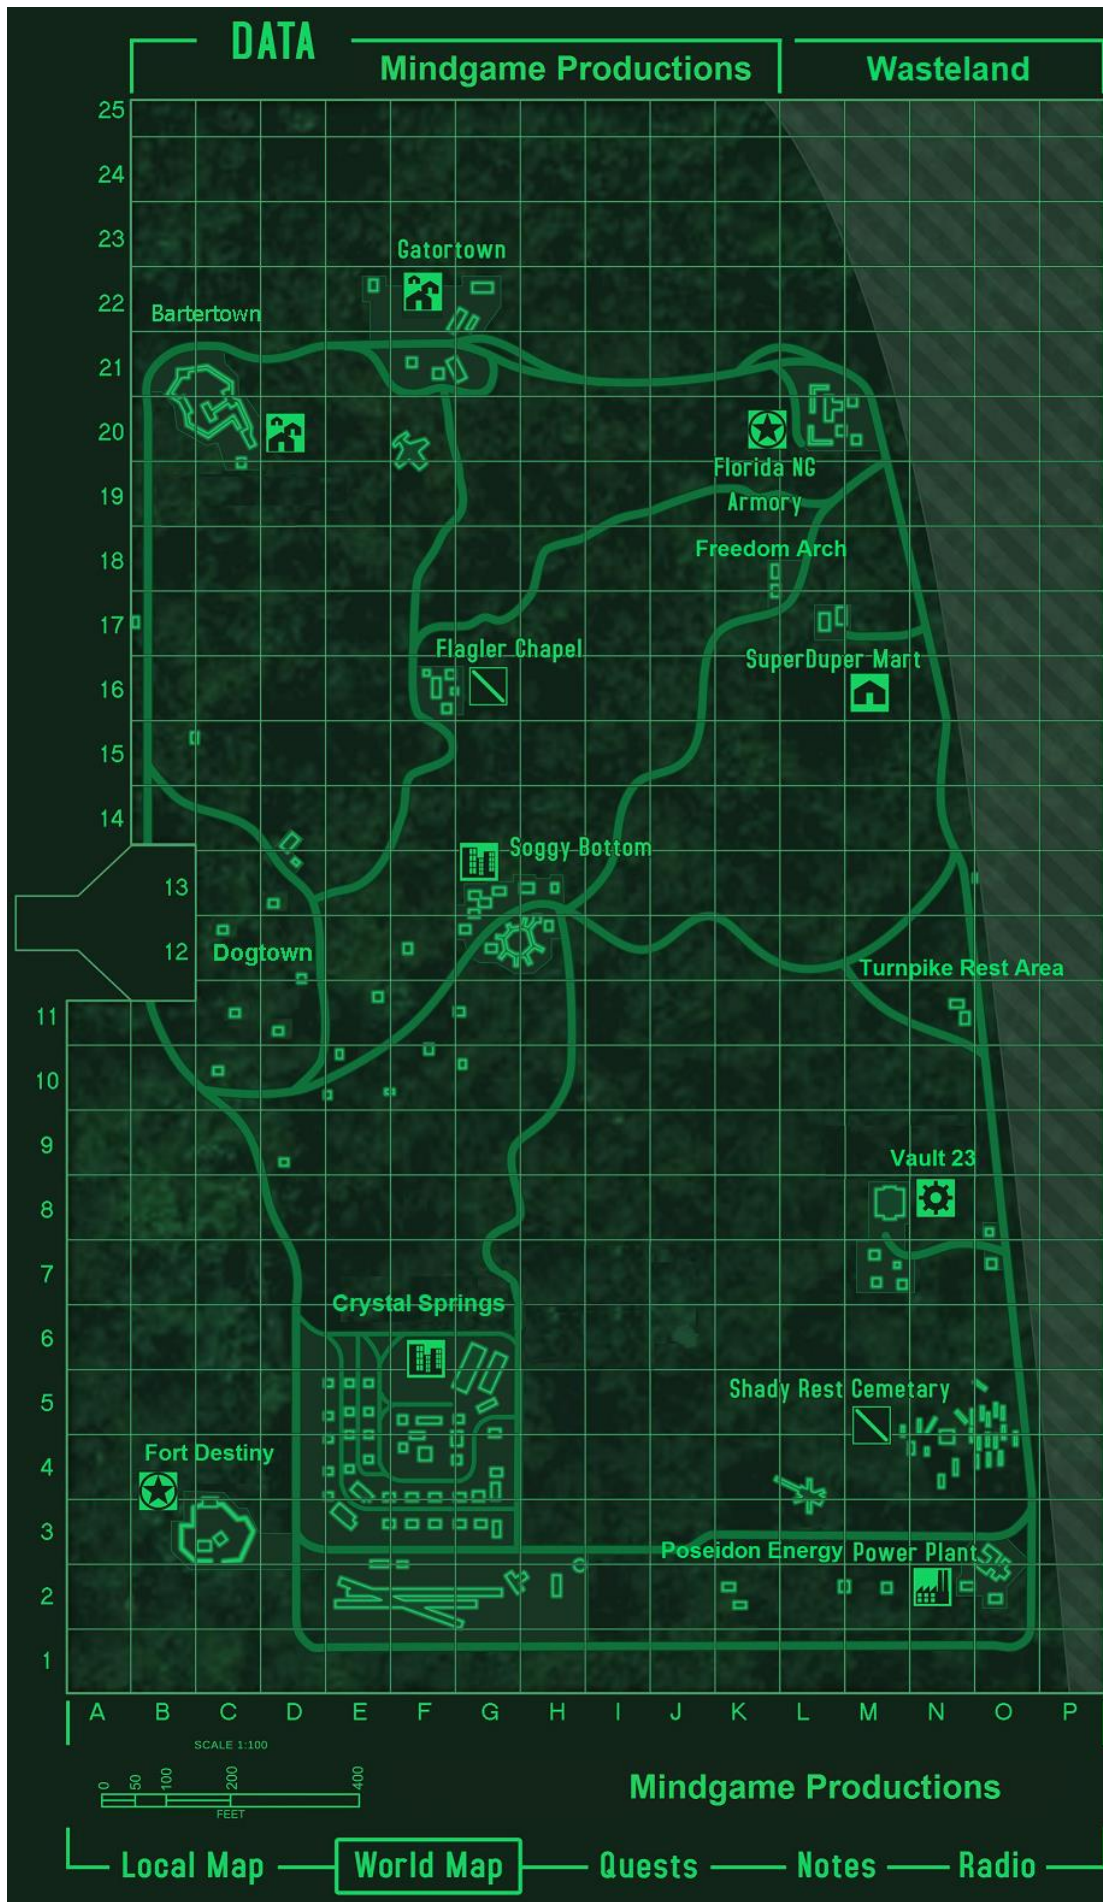 DATA
Mindgame Productions
Wasteland
25
24
23
Gatortown
22
Bartertown
21
20
Florida NG
19
Armory
Freedom Arch
18
17
Flagler Chapel
SuperDuper Mart
16
15
14
Soggy Bottom
13
12
Dogtown
Turnpike Rest Area
11
10
9
Vault 23
8
7
Crystal Springs
6
Shady Rest Cemetary
5
Fort Destiny
4
3
Poseidon Energy Power Plant
2
1
A B C D E F G H I J K L M N O P
SCALE 1:100
0 50 100 200 400
FEET
Mindgame Productions
Local Map
World Map
Quests
Notes
Radio